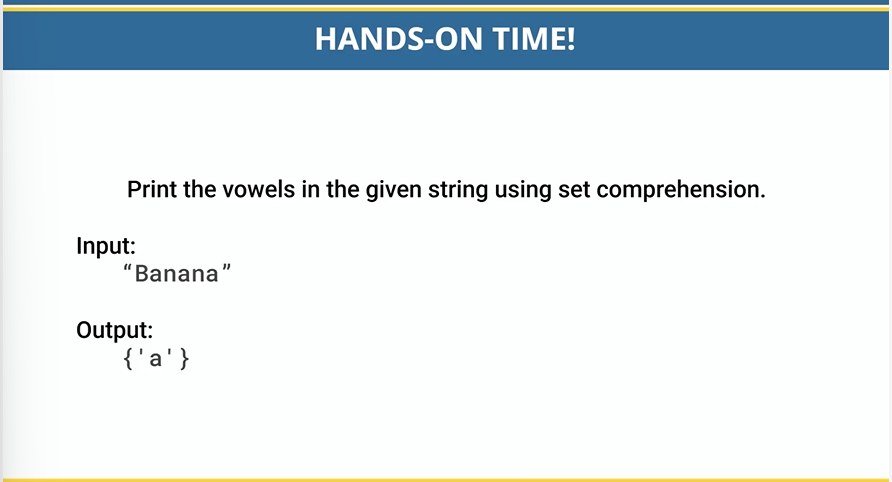 HANDS-ON TIME!
Print the vowels in the given string using set comprehension.
Input:
“Banana”
Output:
{'a'}